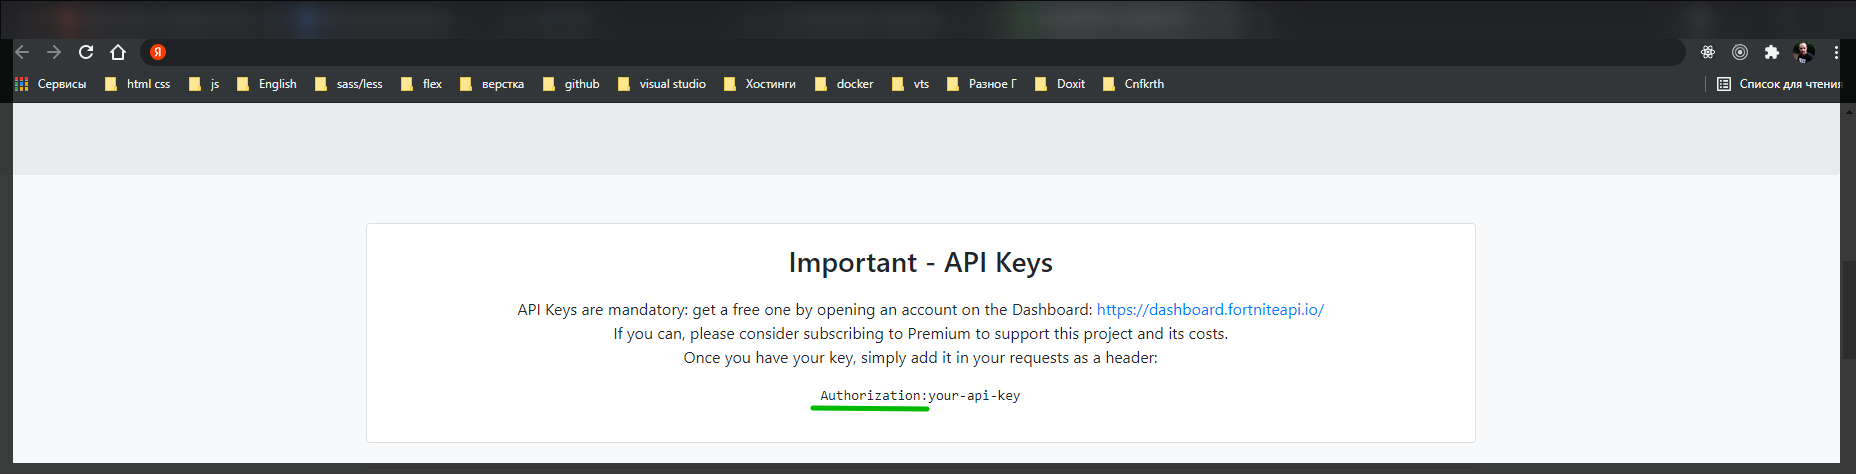 Я
Сервисы html css js English sass/less flex верстка github visual studio Хостинги docker vts Разное Г Doxit Cnfkrth Список для чтения
Important - API Keys
API Keys are mandatory: get a free one by opening an account on the Dashboard: https://dashboard.fortniteapi.io/
If you can, please consider subscribing to Premium to support this project and its costs.
Once you have your key, simply add it in your requests as a header:
Authorization:your-api-key